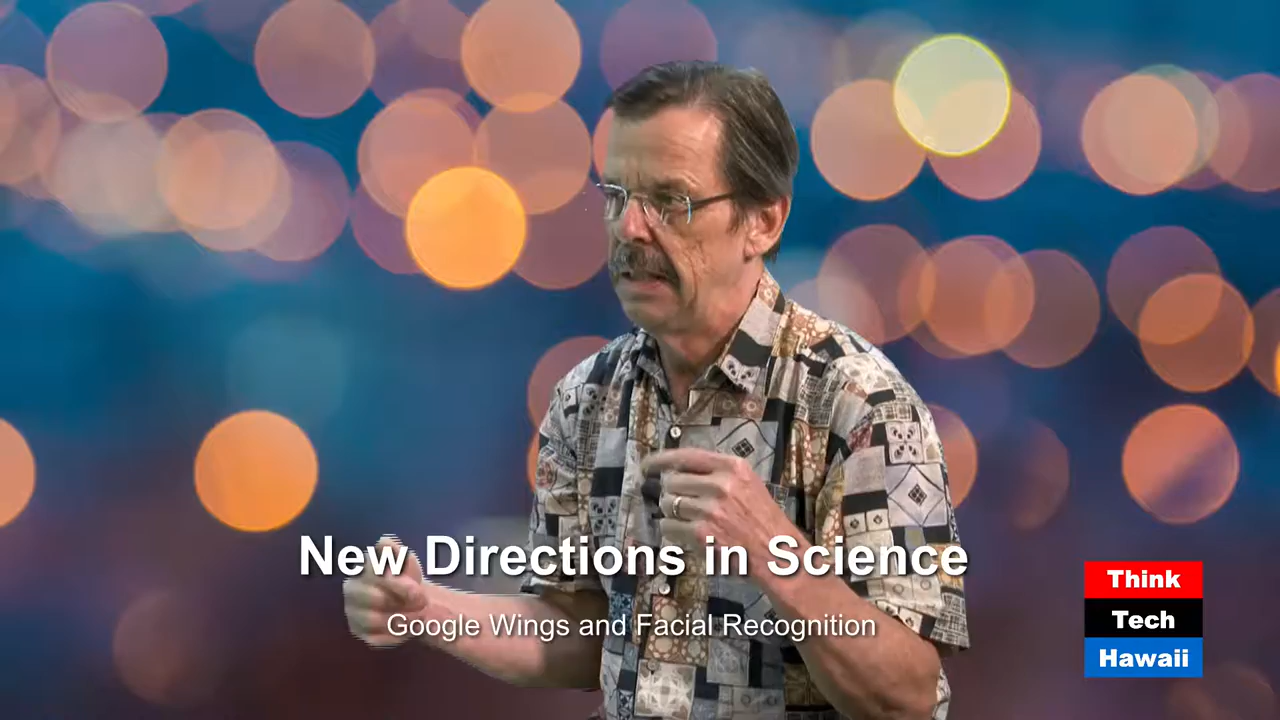 New Directions in Science
Google Wings and Facial Recognition
Think
Tech
Hawaii